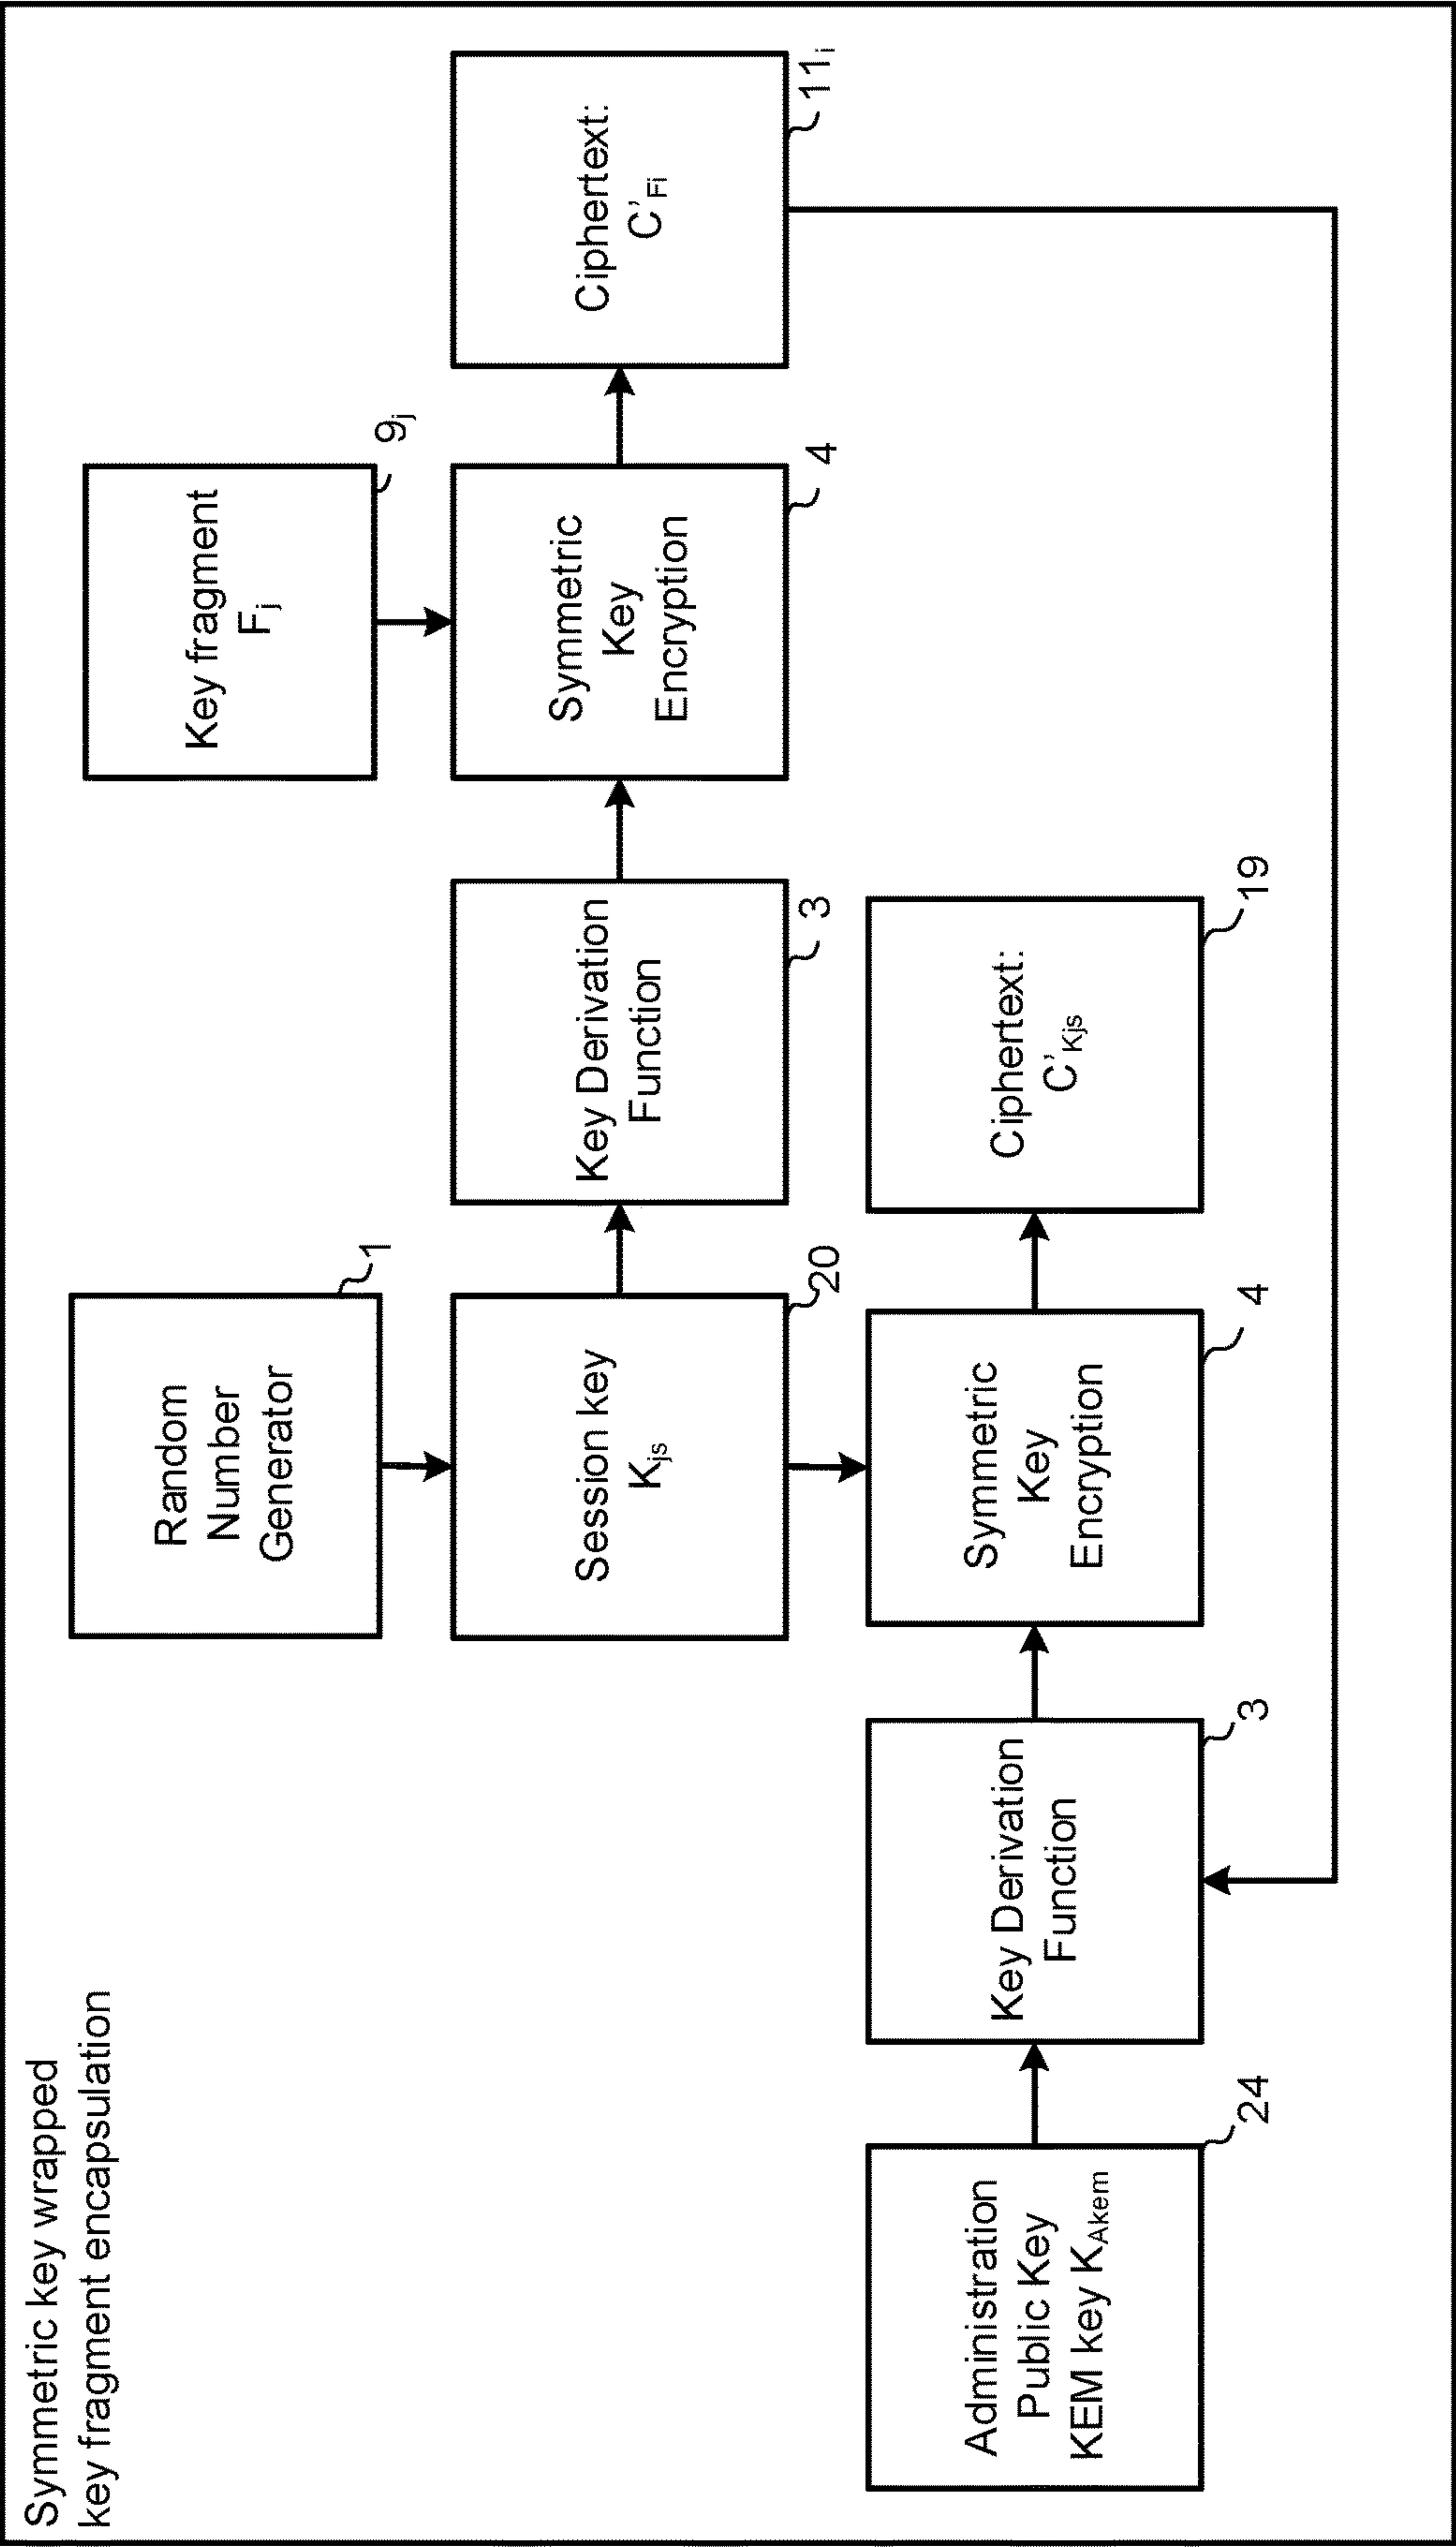 Symmetric key wrapped
key fragment encapsulation
Random
Number
Generator
1
Key fragment
Fj
9j
Session key
Kjs
20
Key Derivation
Function
3
Symmetric
Key
Encryption
4
Ciphertext:
C'Fi
11i
Administration
Public Key
KEM key KAkem
24
Key Derivation
Function
3
Symmetric
Key
Encryption
4
Ciphertext:
C'Kjs
19